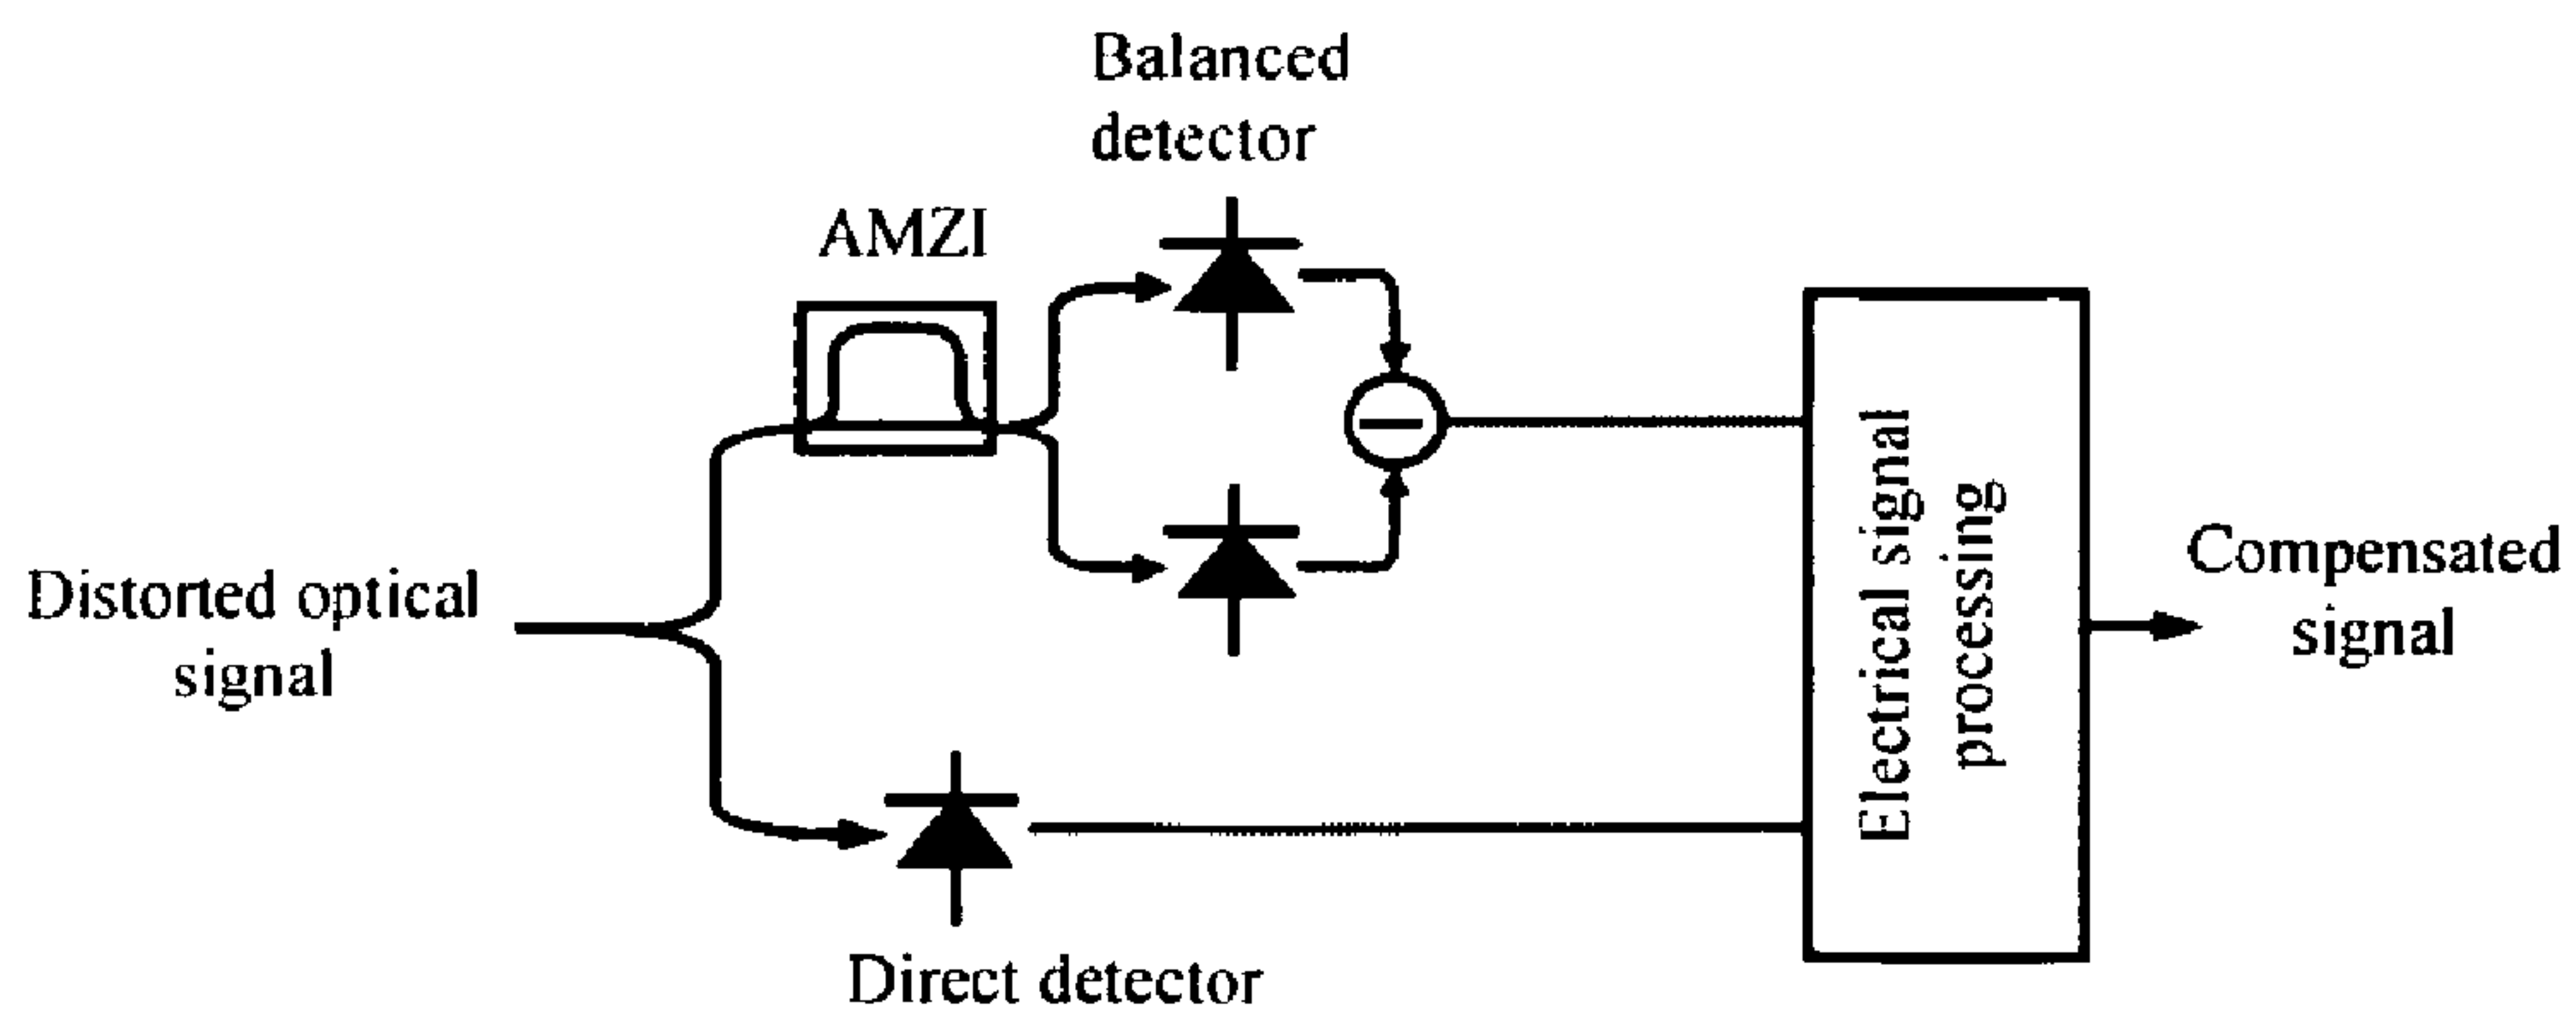 Balanced
detector
AMZI
Distorted optical
signal
Direct detector
Electrical signal
processing
Compensated
signal